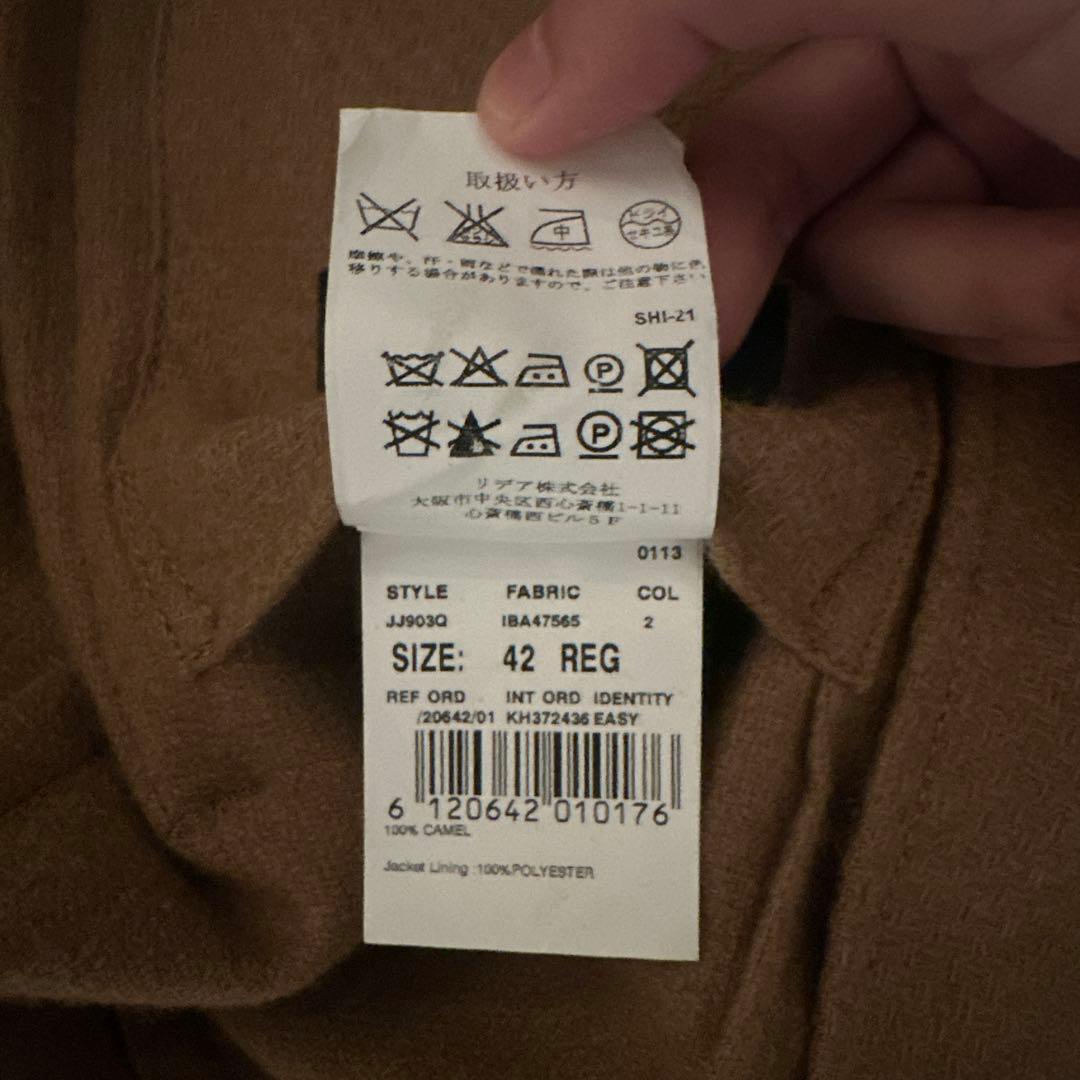 取扱い方
中
ドライ
セキユ系
摩擦や、汗・雨などで濡れた際は他の物に色
移りする場合がありますので、ご注意下さい
SHI-21
P
P
リデア株式会社
大阪市中央区西心斎橋1-1-11
心斎橋西ビル5F
0113
STYLE FABRIC COL
JJ903Q IBA47565 2
SIZE: 42 REG
REF ORD INT ORD IDENTITY
/20642/01 KH372436 EASY
6 120642 010176
100% CAMEL
Jacket Lining :100%POLYESTER